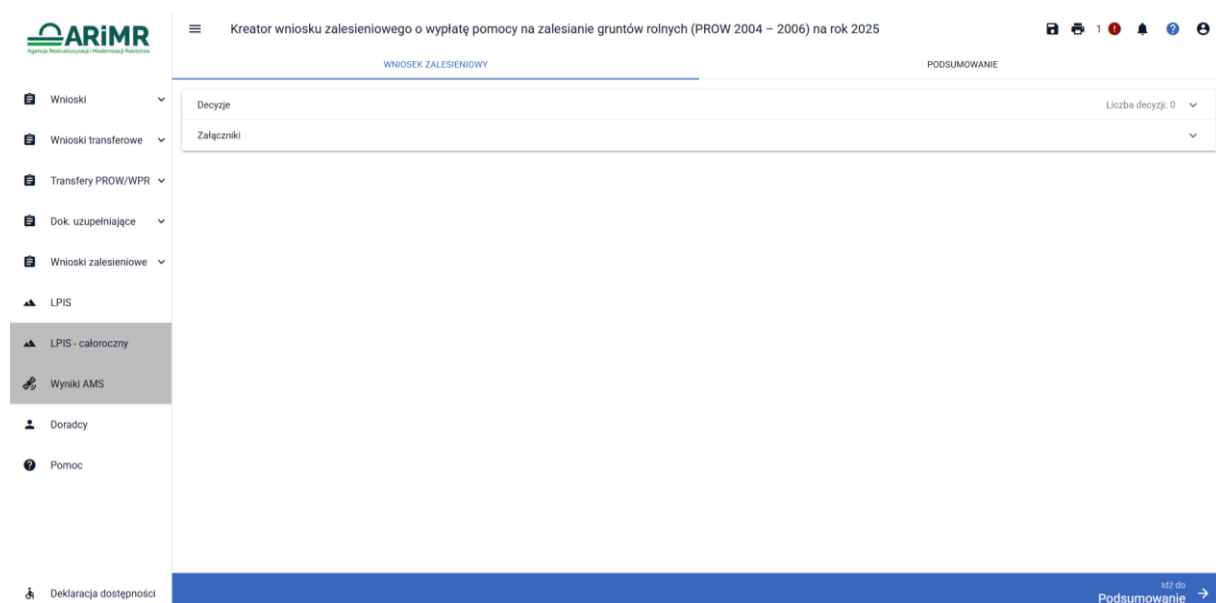 ARiMR
Agencja Restrukturyzacji i Modernizacji Rolnictwa
Kreator wniosku zalesieniowego o wypłatę pomocy na zalesianie gruntów rolnych (PROW 2004 – 2006) na rok 2025
1
WNIOSEK ZALESIENIOWY
PODSUMOWANIE
Wnioski
Wnioski transferowe
Transfery PROW/WPR
Dok. uzupełniające
Wnioski zalesieniowe
LPIS
LPIS - całoroczny
Wyniki AMS
Doradcy
Pomoc
Deklaracja dostępności
Decyzje
Liczba decyzji: 0
Załączniki
Idź do
Podsumowanie